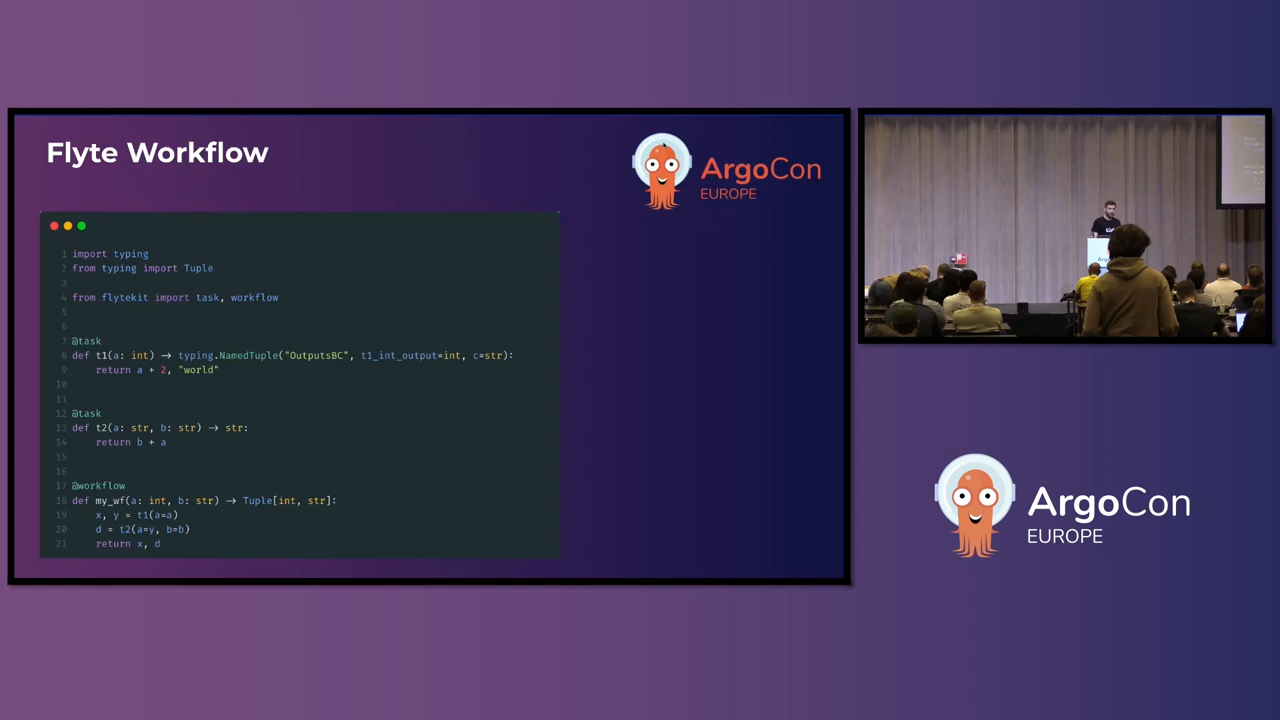 Flyte Workflow
ArgoCon
EUROPE
1 import typing
2 from typing import Tuple
3
4 from flytekit import task, workflow
5
6
7 @task
8 def t1(a: int) → typing.NamedTuple("OutputsBC", t1_int_output=int, c=str):
9     return a + 2, "world"
10
11
12 @task
13 def t2(a: str, b: str) → str:
14     return b + a
15
16
17 @workflow
18 def my_wf(a: int, b: str) → Tuple[int, str]:
19     x, y = t1(a=a)
20     d = t2(a=y, b=b)
21     return x, d
ArgoCon
EUROPE